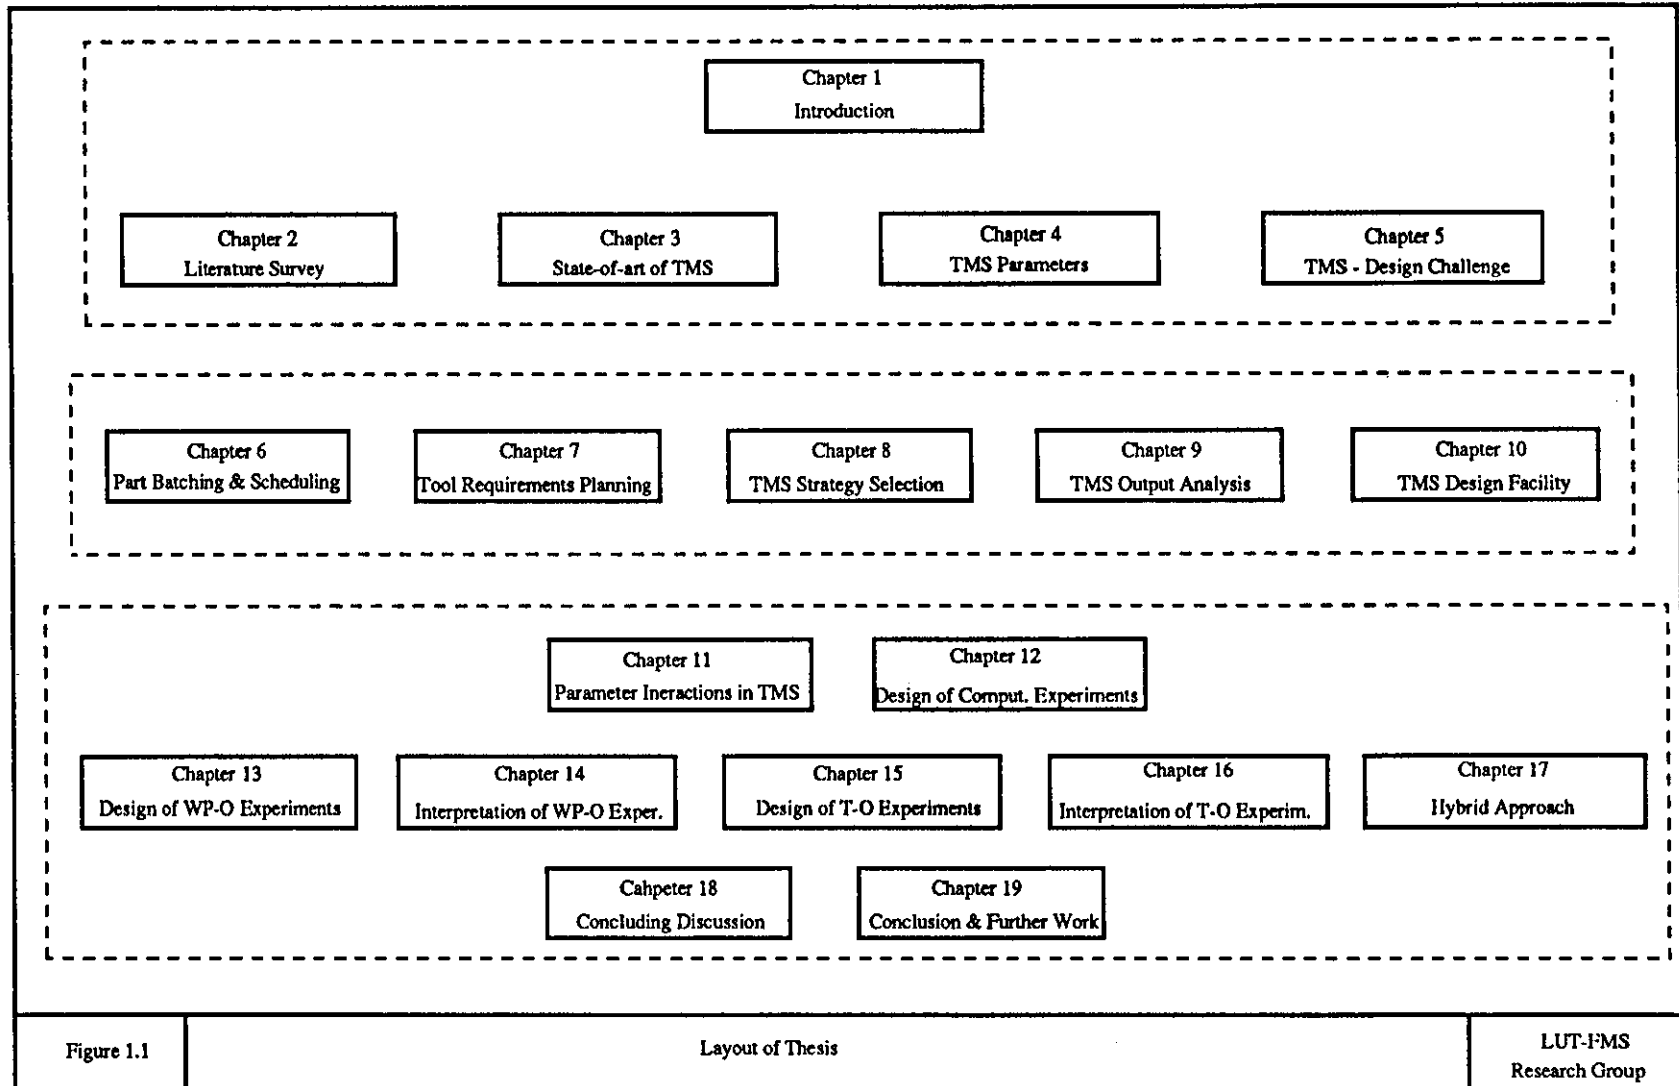 Chapter 1
Introduction
Chapter 2
Literature Survey
Chapter 3
State-of-art of TMS
Chapter 4
TMS Parameters
Chapter 5
TMS - Design Challenge
Chapter 6
Part Batching & Scheduling
Chapter 7
Tool Requirements Planning
Chapter 8
TMS Strategy Selection
Chapter 9
TMS Output Analysis
Chapter 10
TMS Design Facility
Chapter 11
Parameter Ineractions in TMS
Chapter 12
Design of Comput. Experiments
Chapter 13
Design of WP-O Experiments
Chapter 14
Interpretation of WP-O Exper.
Chapter 15
Design of T-O Experiments
Chapter 16
Interpretation of T-O Experim.
Chapter 17
Hybrid Approach
Cahpeter 18
Concluding Discussion
Chapter 19
Conclusion & Further Work
Figure 1.1
Layout of Thesis
LUT-FMS
Research Group